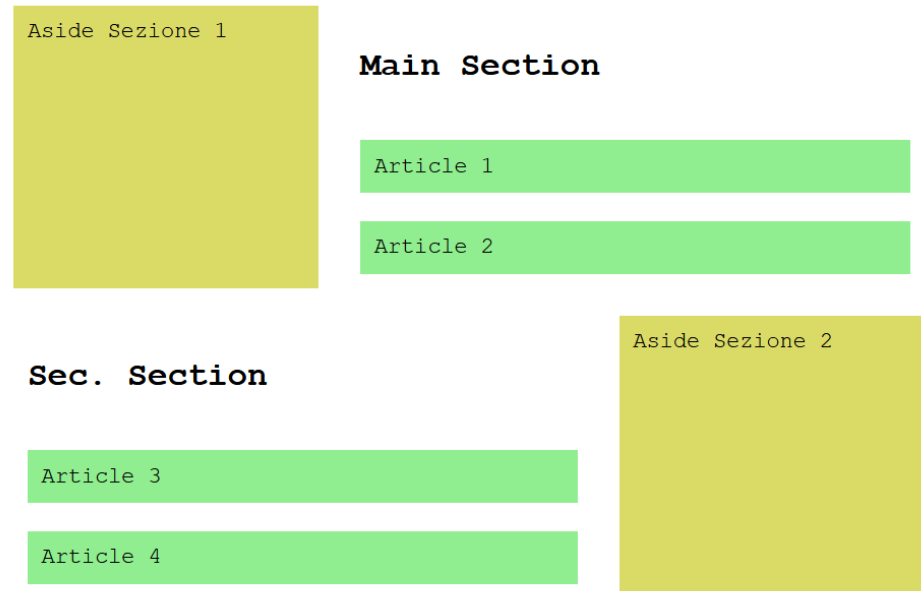 Aside Sezione 1
Main Section
Article 1
Article 2
Sec. Section
Article 3
Article 4
Aside Sezione 2